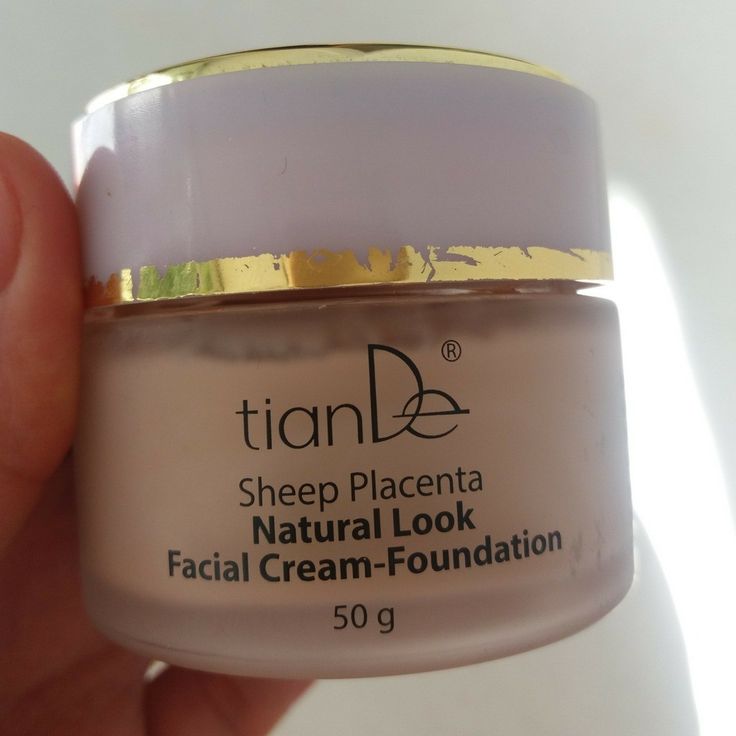 tianDe®
Sheep Placenta
Natural Look
Facial Cream-Foundation
50 g